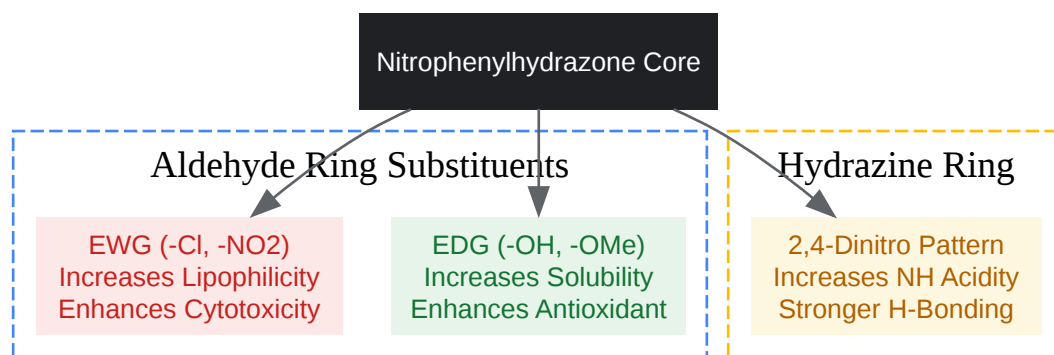 Nitrophenylhydrazone Core
Aldehyde Ring Substituents
EWG (-Cl, -NO2)
Increases Lipophilicity
Enhances Cytotoxicity
EDG (-OH, -OMe)
Increases Solubility
Enhances Antioxidant
Hydrazine Ring
2,4-Dinitro Pattern
Increases NH Acidity
Stronger H-Bonding